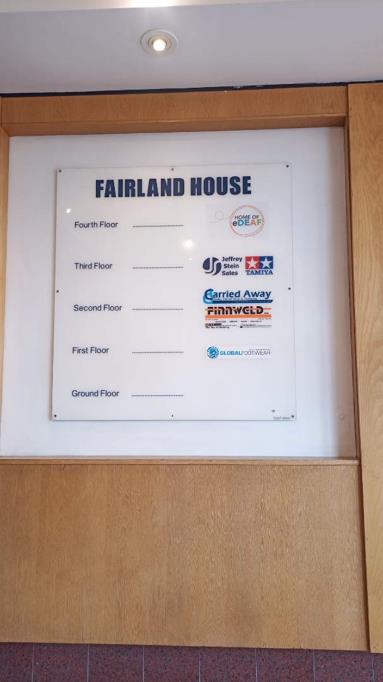 FAIRLAND HOUSE
Fourth Floor ------------------ HOME OF eDEAF
Third Floor ------------------ Jeffrey Stein Sales TAMIYA
Second Floor ------------------ Carried Away
FINNWELD
First Floor ------------------ GLOBALFOOTWEAR
Ground Floor ------------------